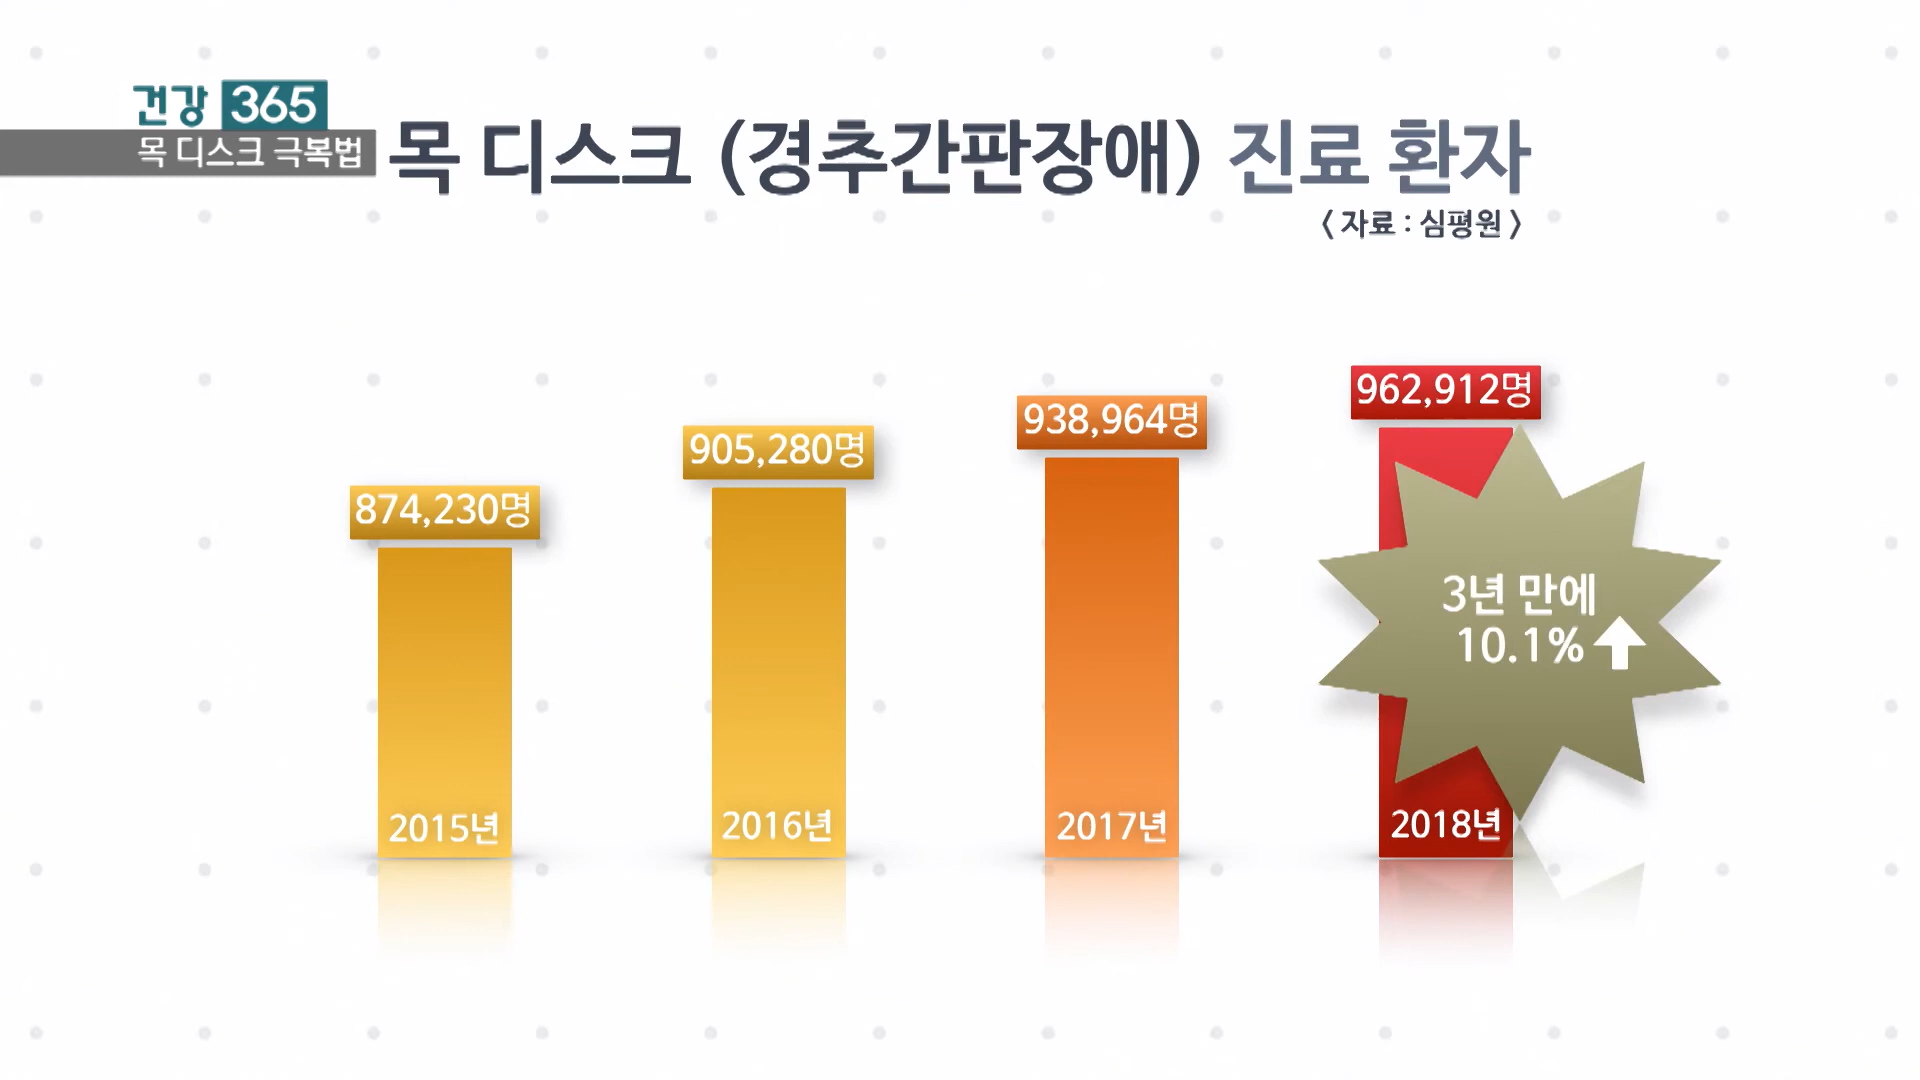 건강 365
목 디스크 극복법
목 디스크 (경추간판장애) 진료 환자
< 자료 : 심평원 >
874,230명
905,280명
938,964명
962,912명
3년 만에
10.1%
2015년
2016년
2017년
2018년